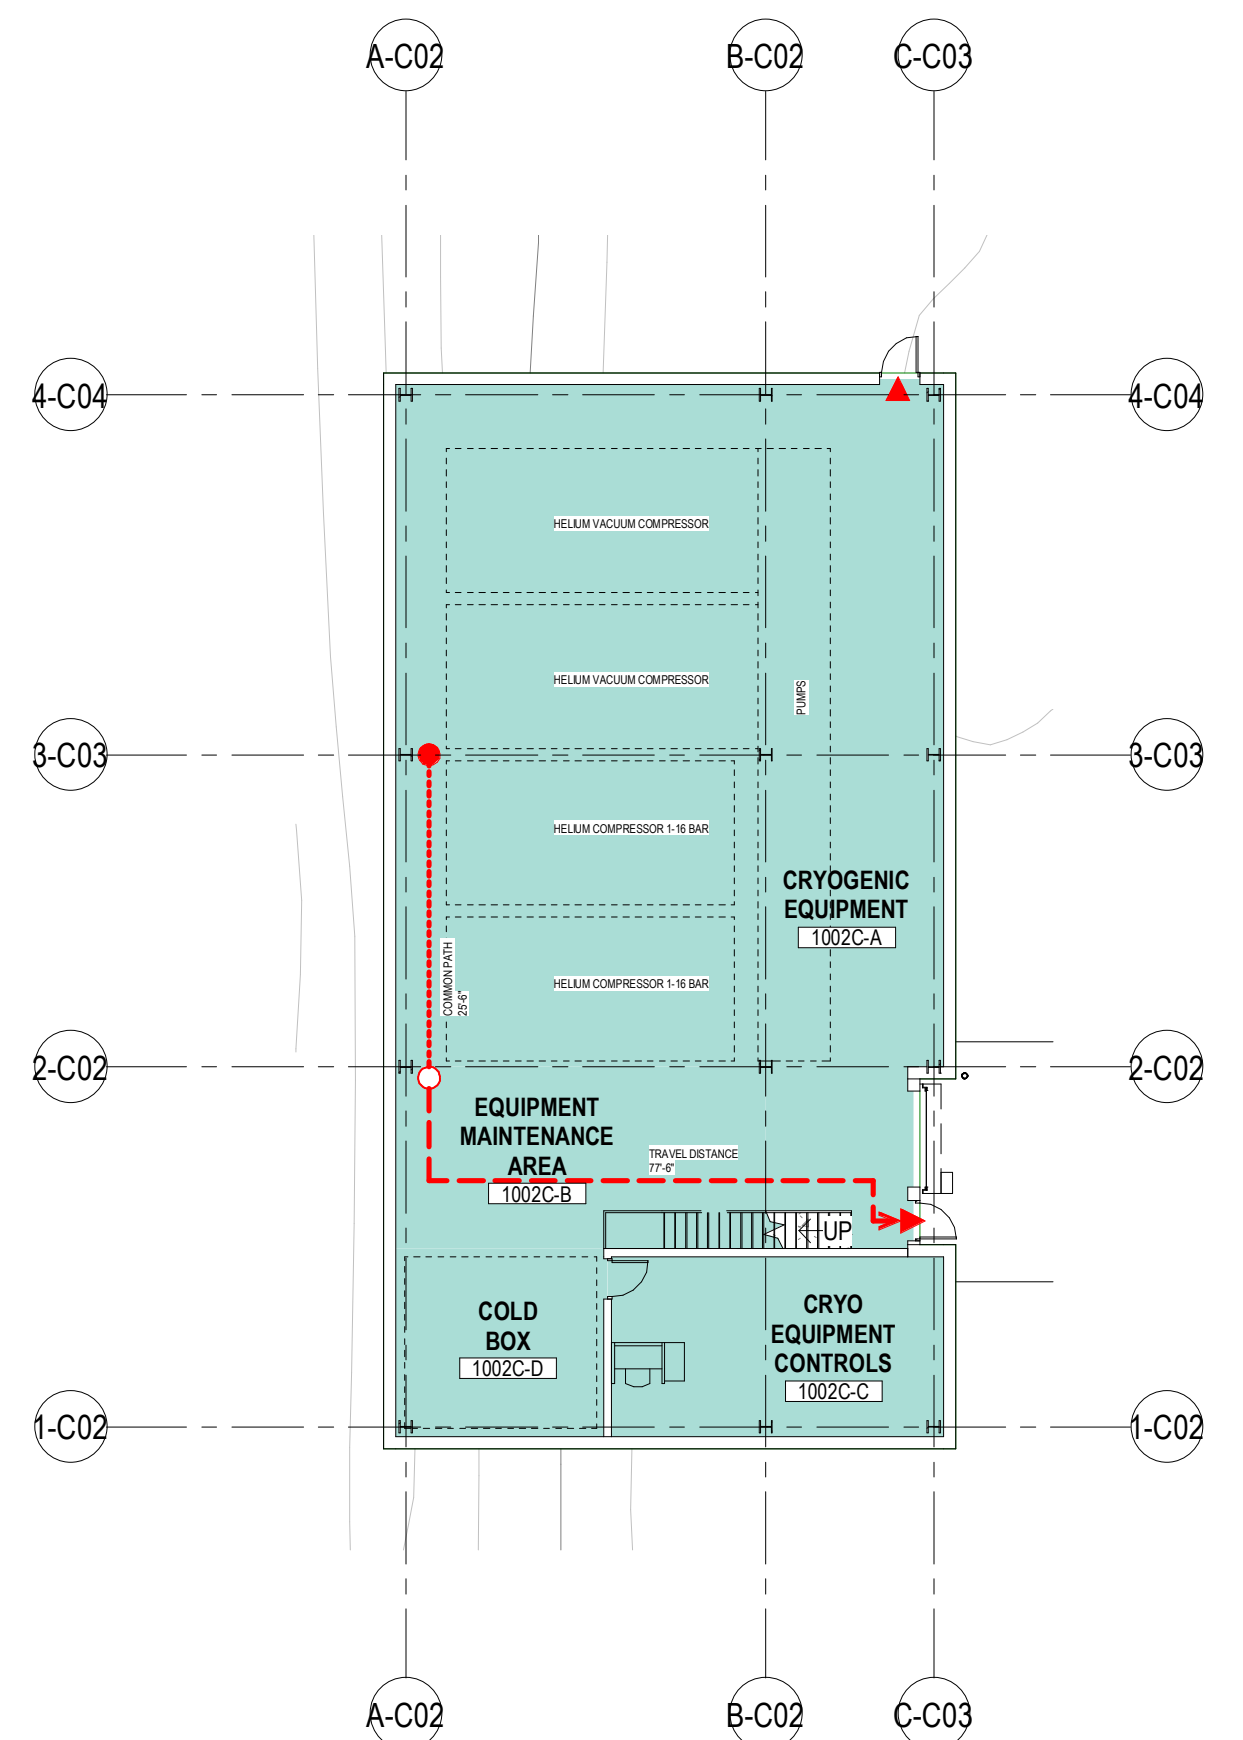 A-C02
B-C02
C-C03
4-C04
4-C04
HELIUM VACUUM COMPRESSOR
HELIUM VACUUM COMPRESSOR
PUMPS
3-C03
3-C03
HELIUM COMPRESSOR 1-16 BAR
CRYOGENIC
EQUIPMENT
1002C-A
COMMON PATH
25'-6"
HELIUM COMPRESSOR 1-16 BAR
2-C02
2-C02
EQUIPMENT
MAINTENANCE
AREA
1002C-B
TRAVEL DISTANCE
77'-6"
UP
COLD
BOX
1002C-D
CRYO
EQUIPMENT
CONTROLS
1002C-C
1-C02
1-C02
A-C02
B-C02
C-C03